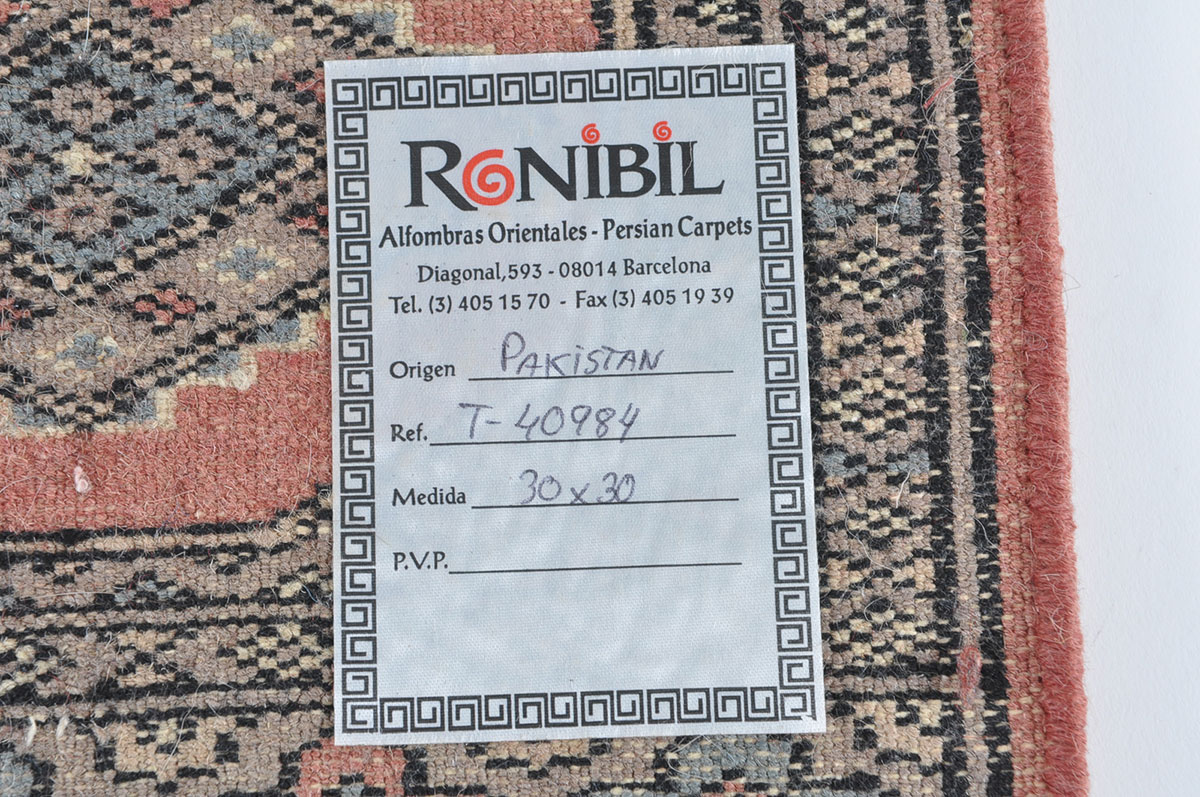 RONIBIL
Alfombras Orientales - Persian Carpets
Diagonal,593 - 08014 Barcelona
Tel. (3) 405 15 70 - Fax (3) 405 19 39
Origen PAKISTAN
Ref. T-40984
Medida 30x30
P.V.P.